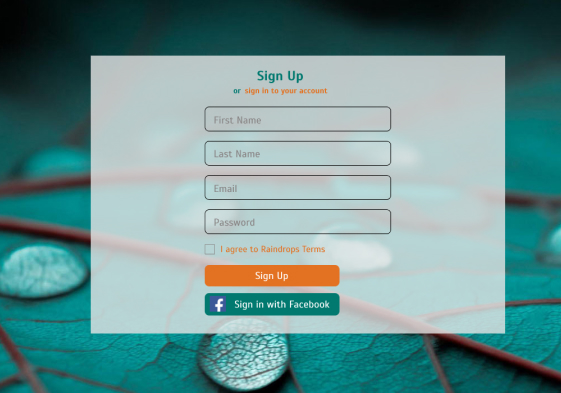 Sign Up
or sign in to your account
First Name
Last Name
Email
Password
I agree to Raindrops Terms
Sign Up
f Sign in with Facebook